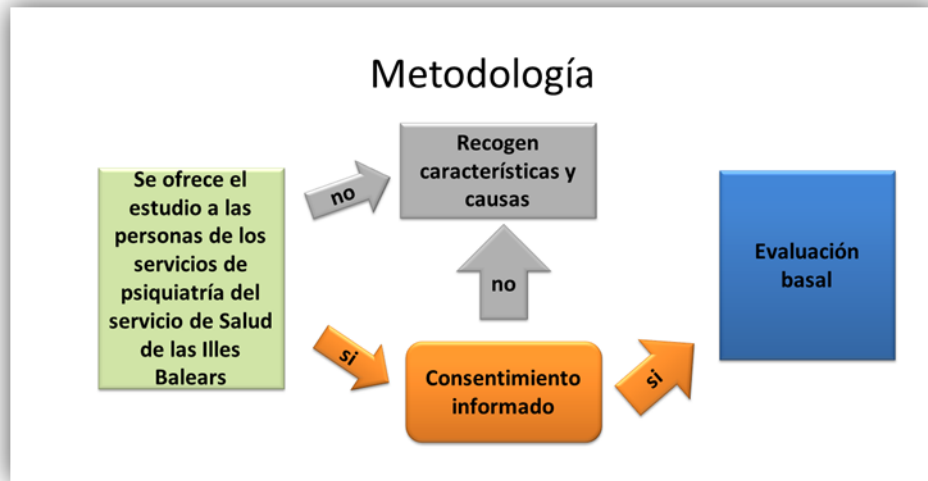 Metodología
Se ofrece el
estudio a las
personas de los
servicios de
psiquiatría del
servicio de Salud
de las Illes
Balears
no
Recogen
características y
causas
no
si
Consentimiento
informado
si
Evaluación
basal